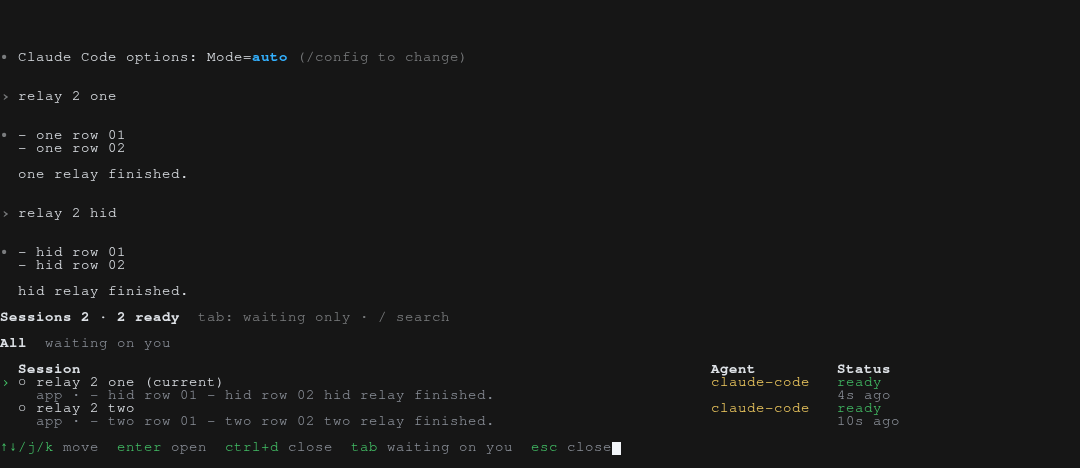 • Claude Code options: Mode=auto (/config to change)
› relay 2 one
• – one row 01
– one row 02
one relay finished.
› relay 2 hid
• – hid row 01
– hid row 02
hid relay finished.
Sessions 2 · 2 ready  tab: waiting only · / search
All  waiting on you
Session  Agent  Status
› ○ relay 2 one (current)  claude-code  ready
app · – hid row 01 – hid row 02 hid relay finished.  4s ago
○ relay 2 two  claude-code  ready
app · – two row 01 – two row 02 two relay finished.  10s ago
↑↓/j/k move  enter open  ctrl+d close  tab waiting on you  esc close